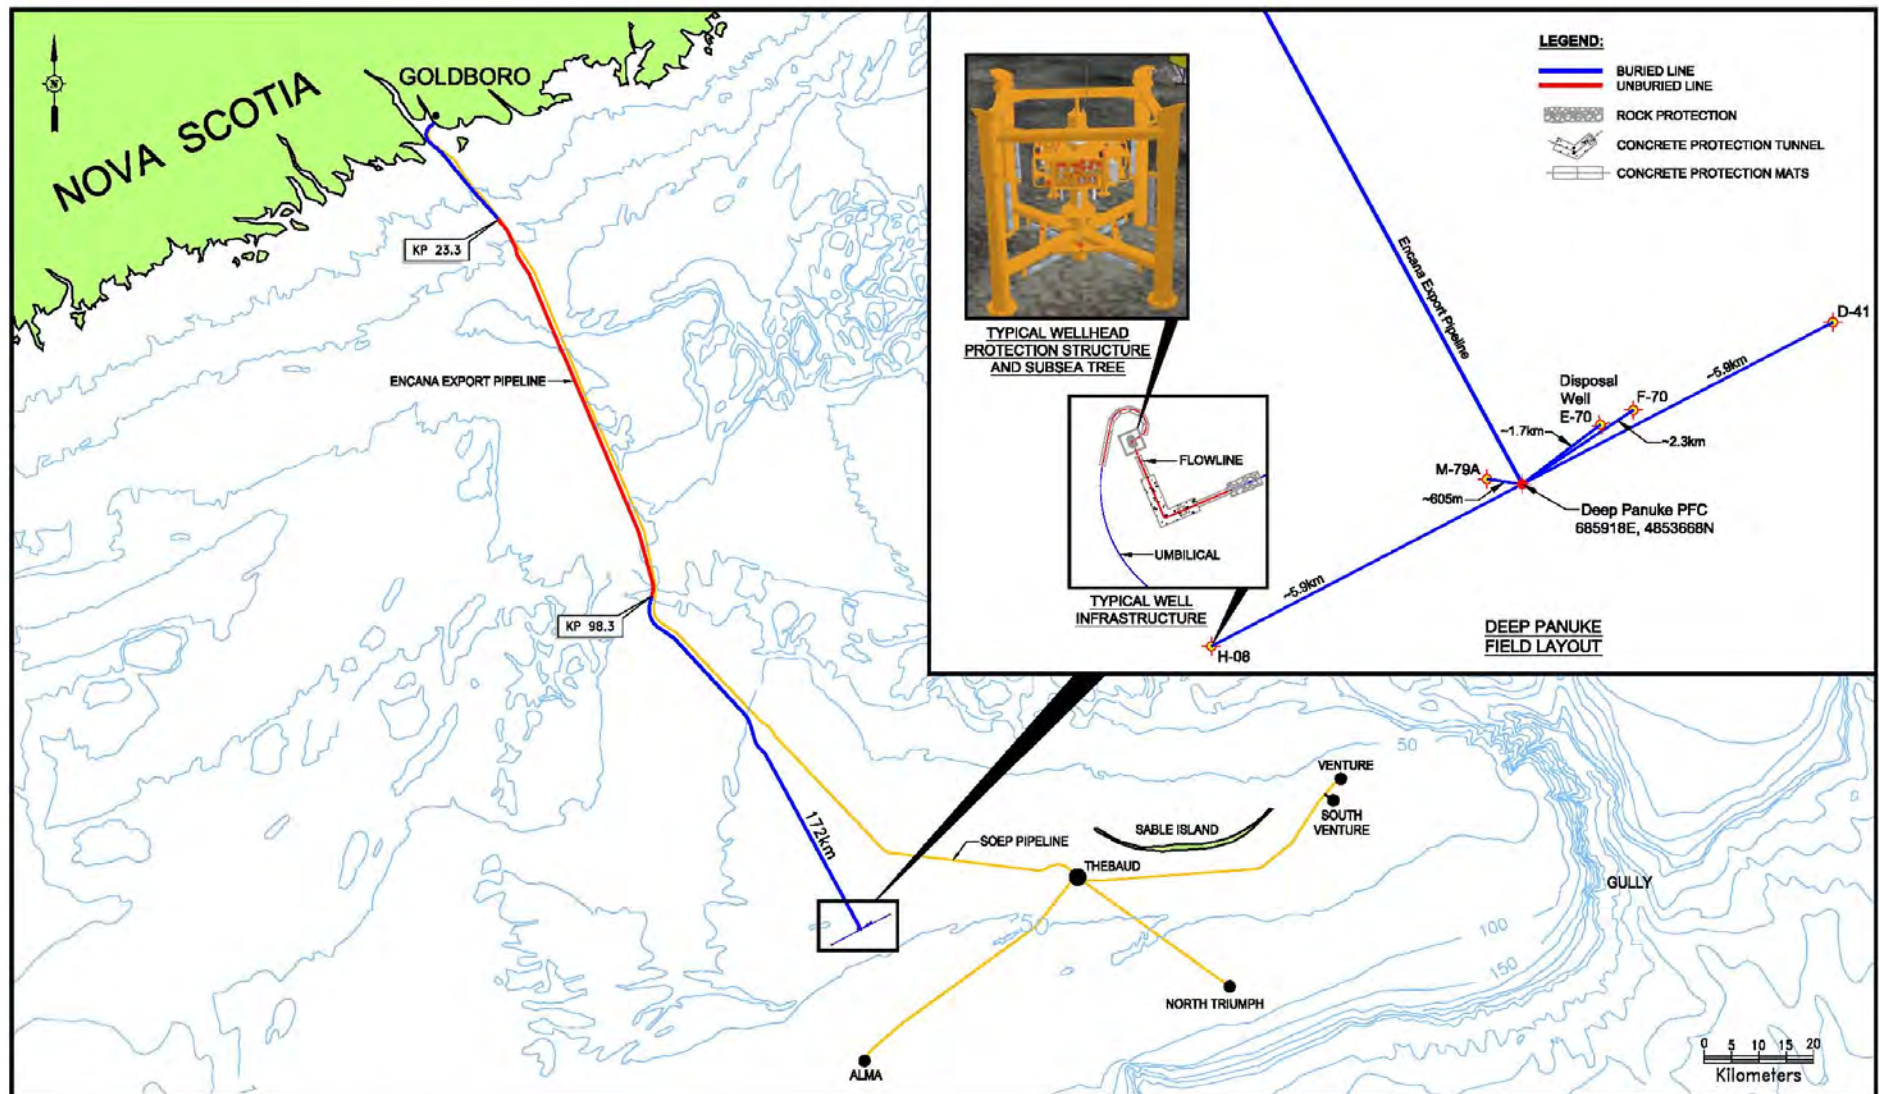 N
NOVA SCOTIA
GOLDBORO
KP 23.3
ENCANA EXPORT PIPELINE
KP 98.3
172km
SOEP PIPELINE
THEBAUD
SABLE ISLAND
VENTURE
SOUTH
VENTURE
NORTH TRIUMPH
ALMA
GULLY
50
50
100
150
0 5 10 15 20
Kilometers
TYPICAL WELLHEAD
PROTECTION STRUCTURE
AND SUBSEA TREE
FLOWLINE
UMBILICAL
TYPICAL WELL
INFRASTRUCTURE
LEGEND:
BURIED LINE
UNBURIED LINE
ROCK PROTECTION
CONCRETE PROTECTION TUNNEL
CONCRETE PROTECTION MATS
Encana Export Pipeline
D-41
~5.9km
Disposal
Well
E-70
F-70
~1.7km
~2.3km
M-79A
~605m
Deep Panuke PFC
685918E, 4853668N
~5.9km
H-08
DEEP PANUKE
FIELD LAYOUT